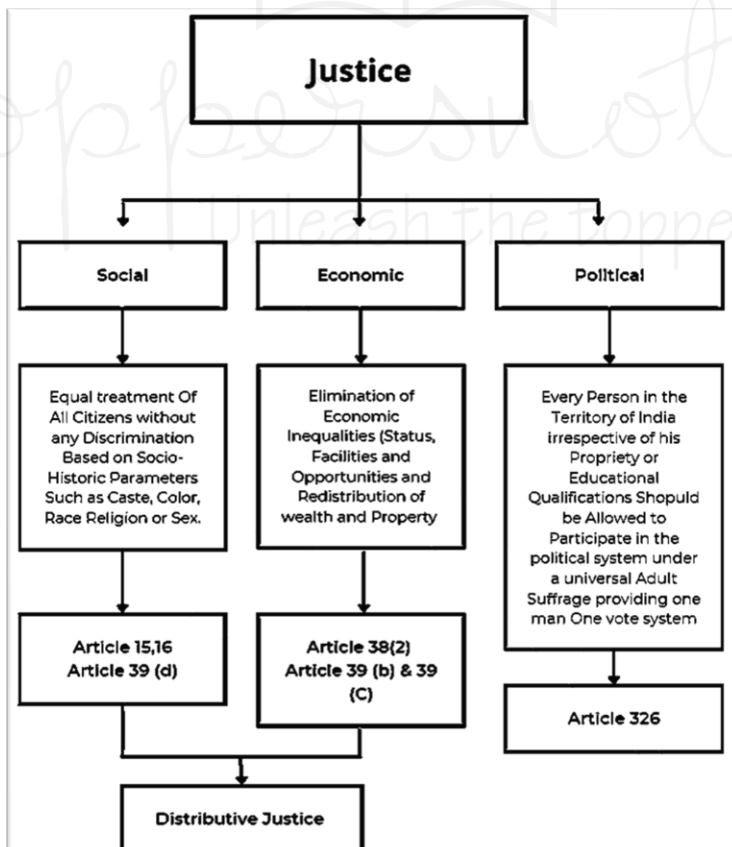 Justice
Social
Economic
Political
Equal treatment Of
All Citizens without
any Discrimination
Based on Socio-
Historic Parameters
Such as Caste, Color,
Race Religion or Sex.
Elimination of
Economic
Inequalities (Status,
Facilities and
Opportunities and
Redistribution of
wealth and Property
Every Person in the
Territory of India
irrespective of his
Propriety or
Educational
Qualifications Shopuld
be Allowed to
Participate in the
political system under
a universal Adult
Suffrage providing one
man One vote system
Article 15,16
Article 39 (d)
Article 38(2)
Article 39 (b) & 39
(C)
Article 326
Distributive Justice
Unleash the toppe